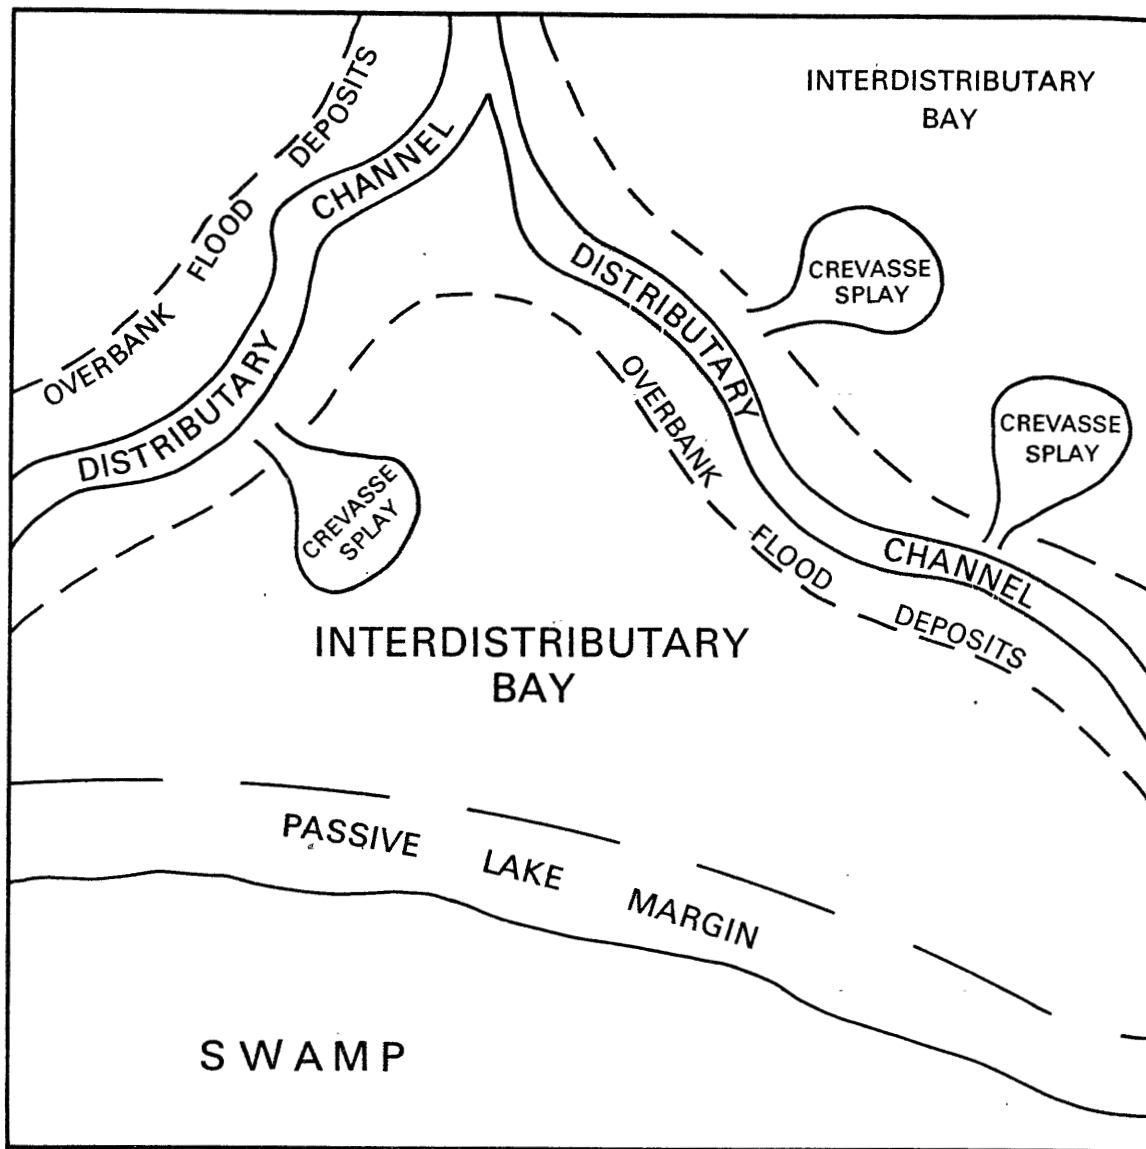 INTERDISTRIBUTARY
BAY
OVERBANK FLOOD DEPOSITS
DISTRIBUTARY CHANNEL
DISTRIBUTARY CHANNEL
CREVASSE
SPLAY
CREVASSE
SPLAY
OVERBANK FLOOD DEPOSITS
CREVASSE
SPLAY
INTERDISTRIBUTARY
BAY
PASSIVE LAKE MARGIN
SWAMP